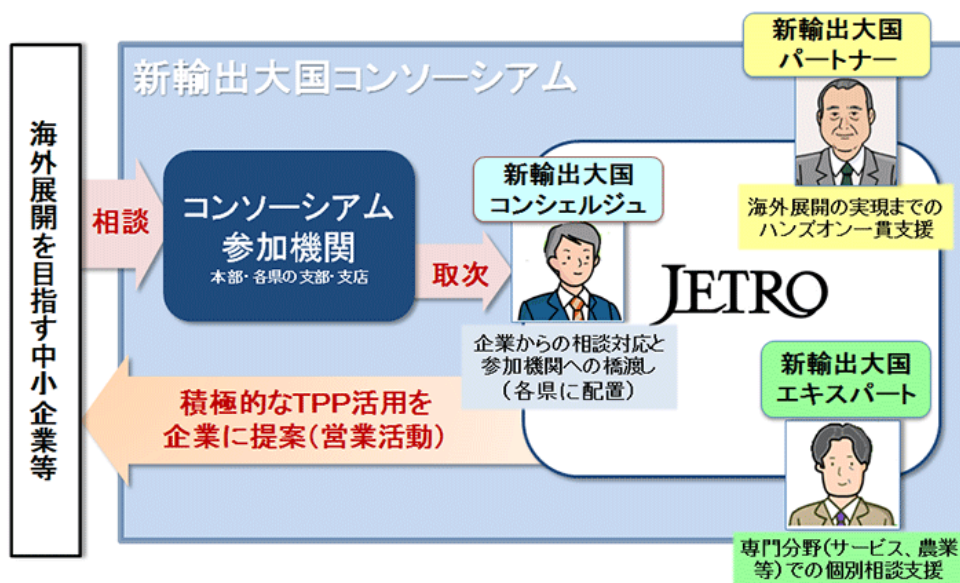 海外展開を目指す中小企業等
新輸出大国コンソーシアム
相談
コンソーシアム
参加機関
本部・各県の支部・支店
取次
新輸出大国
コンシェルジュ
企業からの相談対応と
参加機関への橋渡し
（各県に配置）
新輸出大国
パートナー
海外展開の実現までの
ハンズオン一貫支援
JETRO
新輸出大国
エキスパート
専門分野（サービス、農業
等）での個別相談支援
積極的なTPP活用を
企業に提案（営業活動）